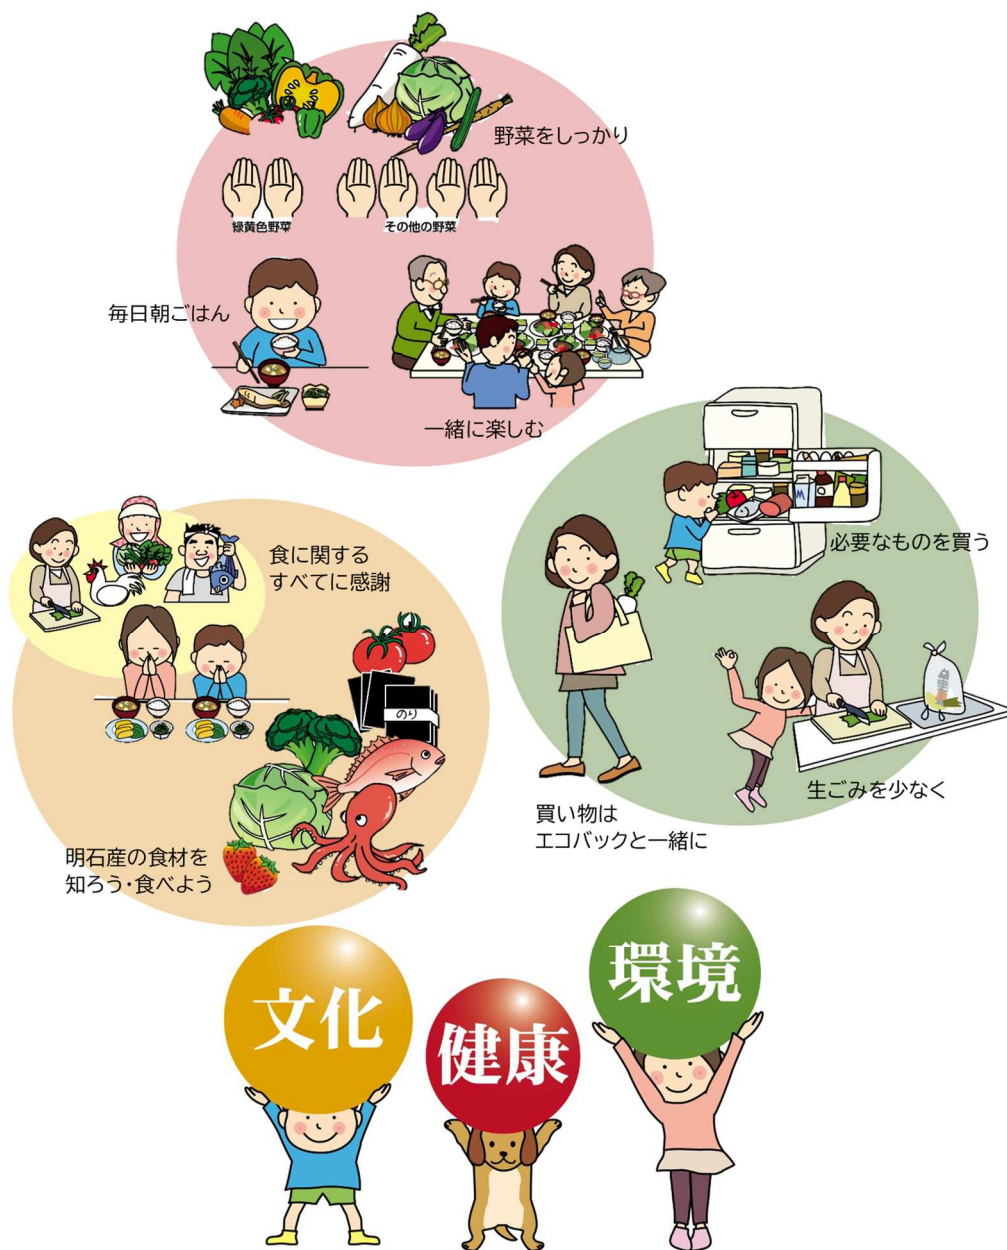 野菜をしっかり
緑黄色野菜
その他の野菜
毎日朝ごはん
一緒に楽しむ
必要なものを買う
食に関する
すべてに感謝
のり
M
生ごみを少なく
買い物は
エコバックと一緒に
明石産の食材を
知ろう・食べよう
文化
健康
環境